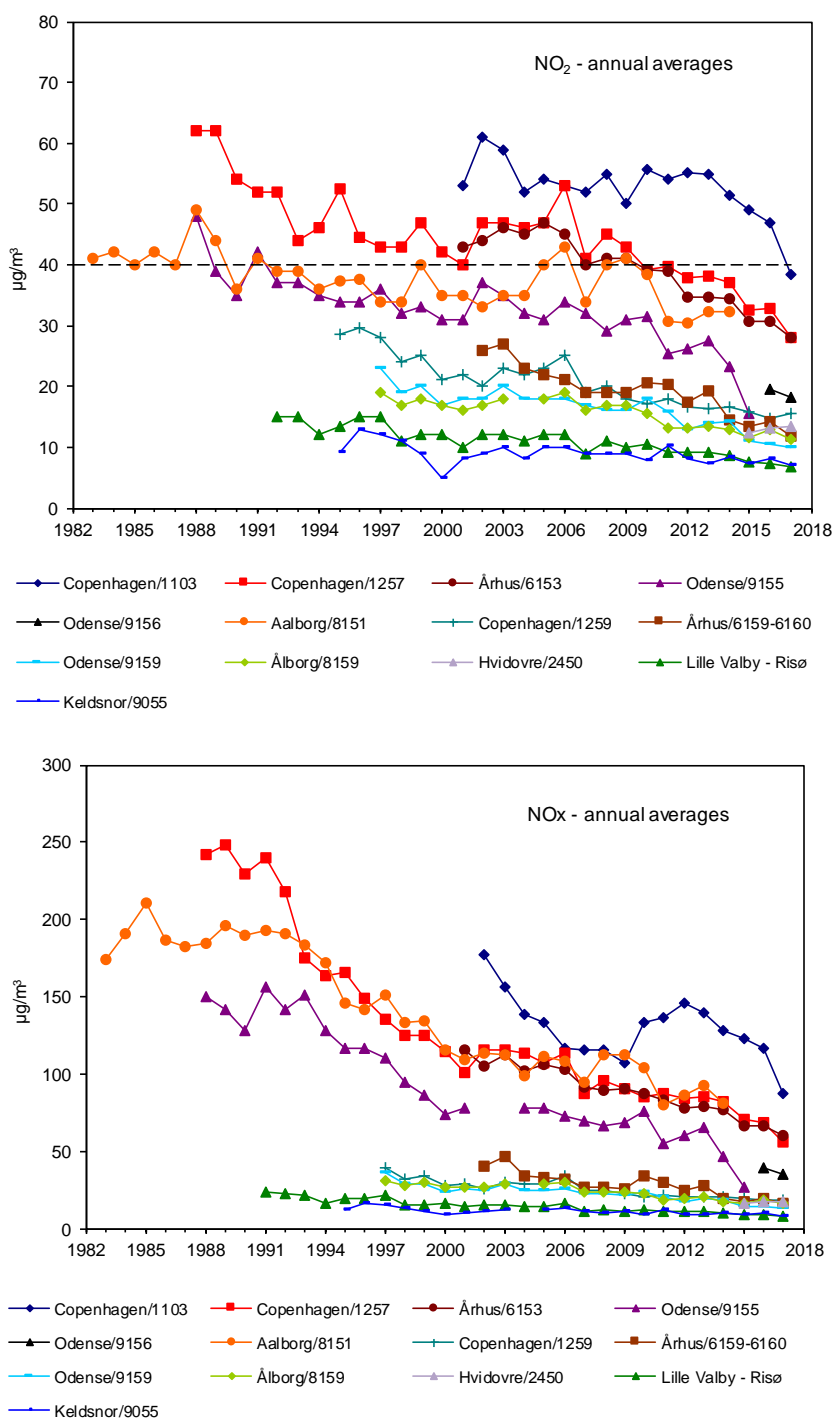 NO₂ - annual averages
µg/m³
80
70
60
50
40
30
20
10
0
1982 1985 1988 1991 1994 1997 2000 2003 2006 2009 2012 2015 2018
Copenhagen/1103 Copenhagen/1257 Århus/6153 Odense/9155
Odense/9156 Aalborg/8151 Copenhagen/1259 Århus/6159-6160
Odense/9159 Ålborg/8159 Hvidovre/2450 Lille Valby - Risø
Keldsnor/9055
NOx - annual averages
µg/m³
300
250
200
150
100
50
0
1982 1985 1988 1991 1994 1997 2000 2003 2006 2009 2012 2015 2018
Copenhagen/1103 Copenhagen/1257 Århus/6153 Odense/9155
Odense/9156 Aalborg/8151 Copenhagen/1259 Århus/6159-6160
Odense/9159 Ålborg/8159 Hvidovre/2450 Lille Valby - Risø
Keldsnor/9055